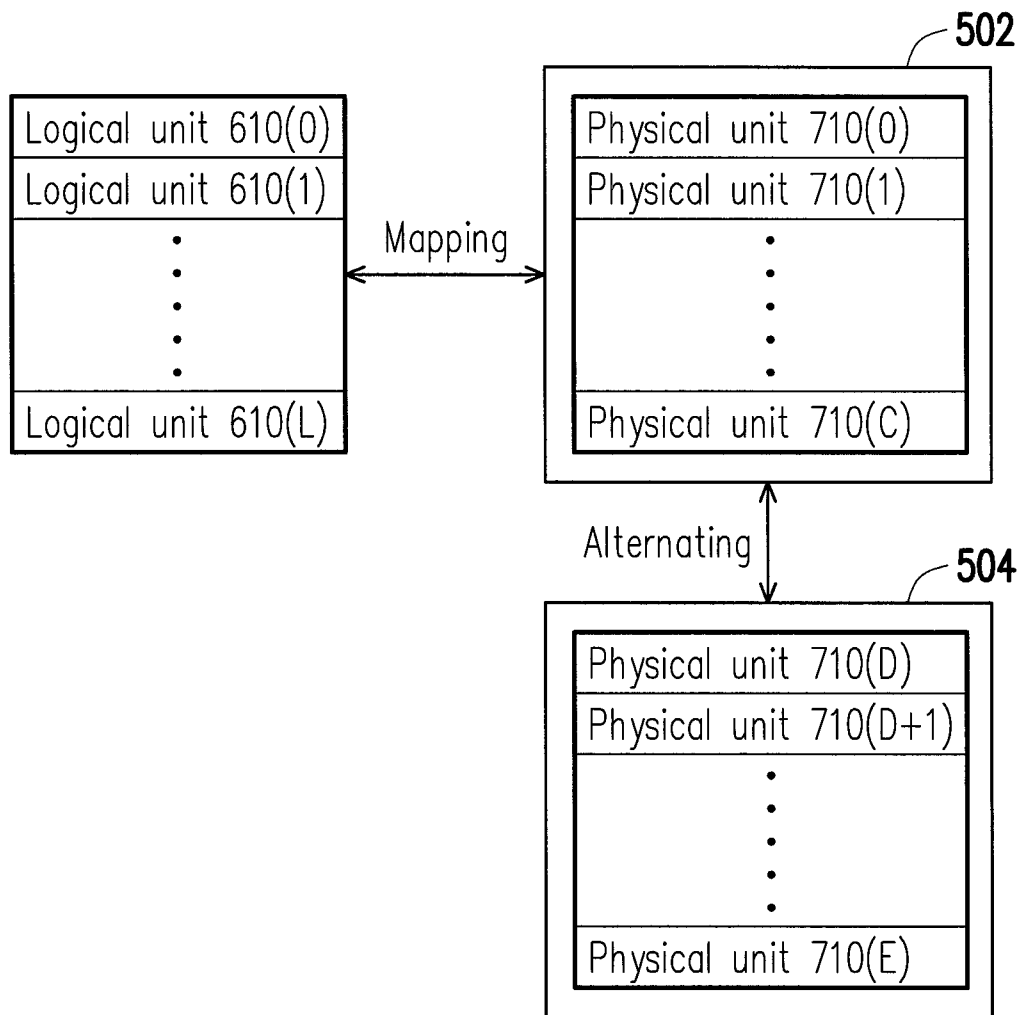 502
Logical unit 610(0)
Logical unit 610(1)
Logical unit 610(L)
Mapping
Physical unit 710(0)
Physical unit 710(1)
Physical unit 710(C)
Alternating
504
Physical unit 710(D)
Physical unit 710(D+1)
Physical unit 710(E)